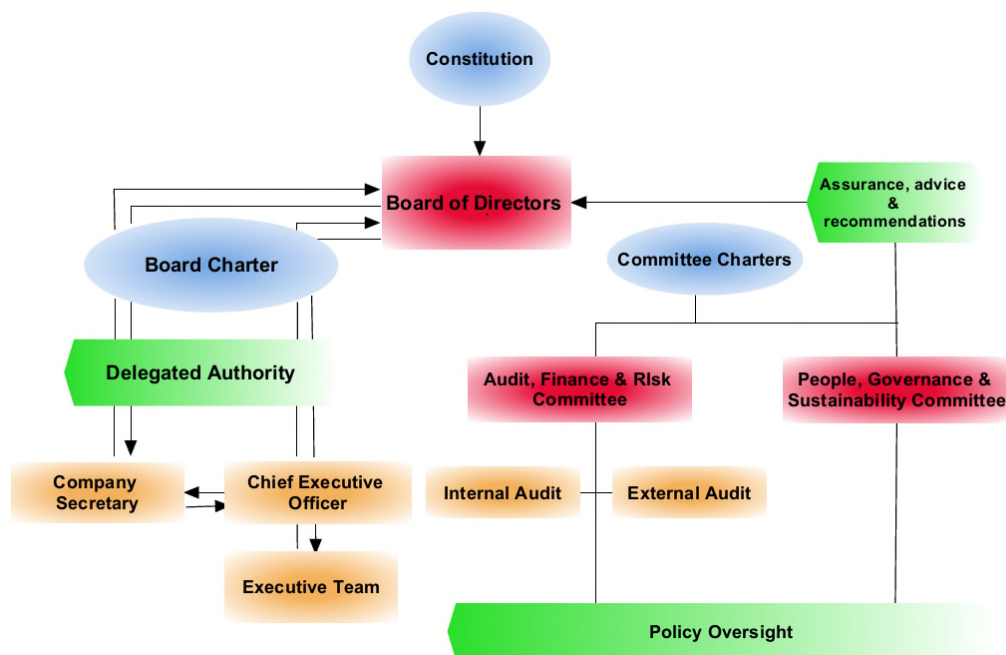 Constitution
Board of Directors
Assurance, advice
&
recommendations
Board Charter
Committee Charters
Delegated Authority
Audit, Finance & RIsk
Committee
People, Governance &
Sustainability Committee
Company
Secretary
Chief Executive
Officer
Internal Audit
External Audit
Executive Team
Policy Oversight